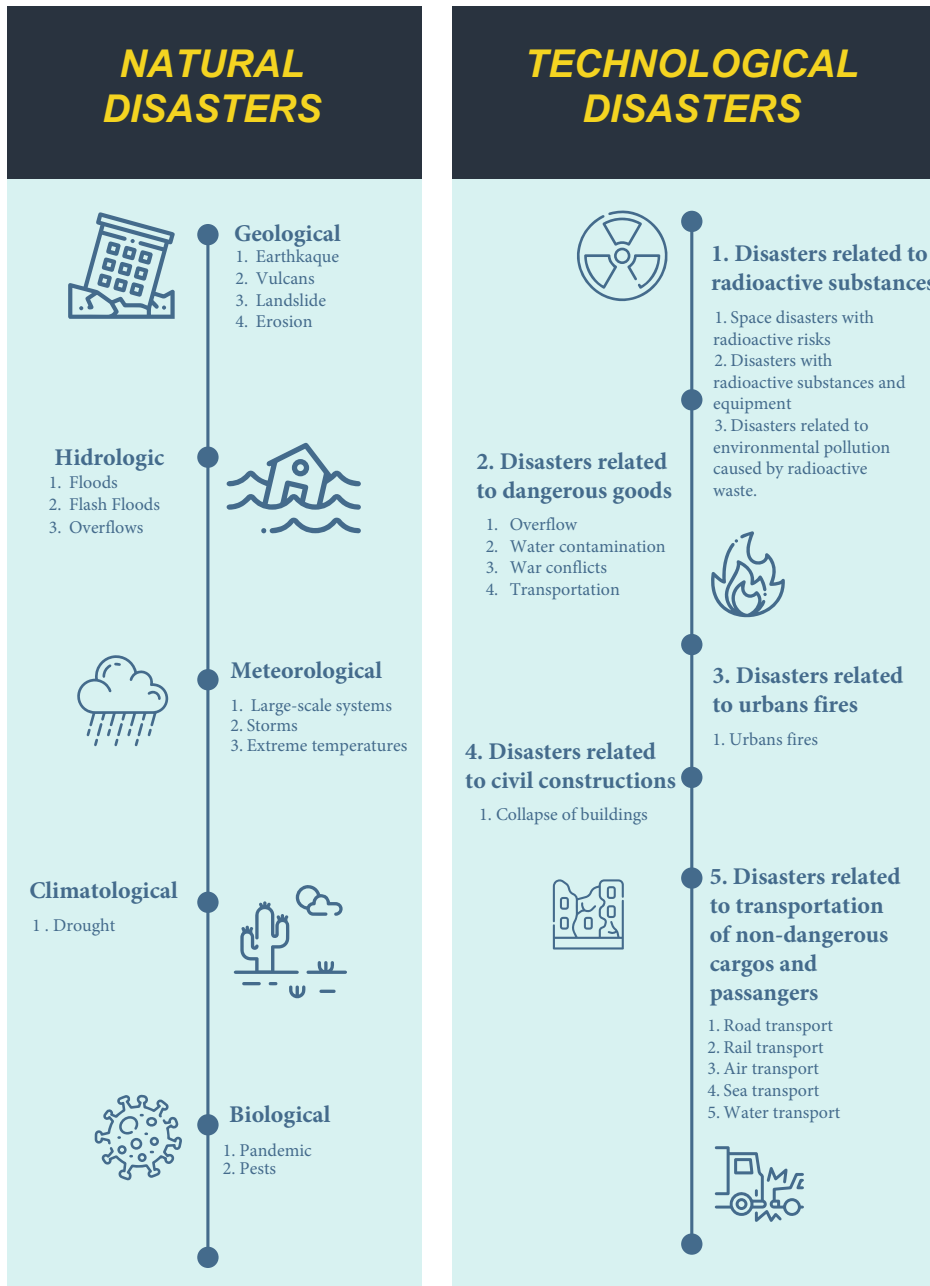 NATURAL
DISASTERS
Geological
1. Earthkaque
2. Vulcans
3. Landslide
4. Erosion
Hidrologic
1. Floods
2. Flash Floods
3. Overflows
Meteorological
1. Large-scale systems
2. Storms
3. Extreme temperatures
Climatological
1 . Drought
Biological
1. Pandemic
2. Pests
TECHNOLOGICAL
DISASTERS
1. Disasters related to
radioactive substances
1. Space disasters with
radioactive risks
2. Disasters with
radioactive substances and
equipment
3. Disasters related to
environmental pollution
caused by radioactive
waste.
2. Disasters related
to dangerous goods
1. Overflow
2. Water contamination
3. War conflicts
4. Transportation
3. Disasters related
to urbans fires
1. Urbans fires
4. Disasters related
to civil constructions
1. Collapse of buildings
5. Disasters related
to transportation
of non-dangerous
cargos and
passangers
1. Road transport
2. Rail transport
3. Air transport
4. Sea transport
5. Water transport